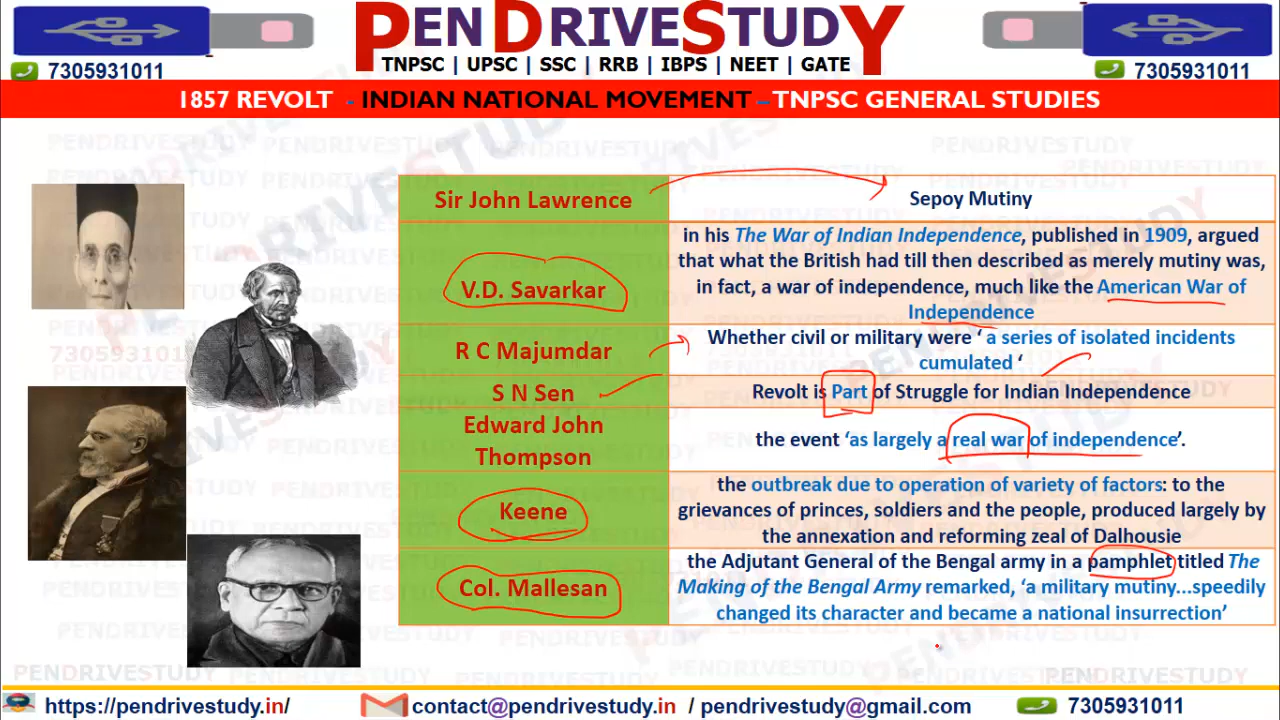 PENDRIVESTUDY
TNPSC | UPSC | SSC | RRB | IBPS | NEET | GATE
7305931011
7305931011
1857 REVOLT - INDIAN NATIONAL MOVEMENT – TNPSC GENERAL STUDIES
Sir John Lawrence
Sepoy Mutiny
V.D. Savarkar
in his The War of Indian Independence, published in 1909, argued
that what the British had till then described as merely mutiny was,
in fact, a war of independence, much like the American War of
Independence
R C Majumdar
Whether civil or military were ‘ a series of isolated incidents
cumulated ‘
S N Sen
Revolt is Part of Struggle for Indian Independence
Edward John
Thompson
the event ‘as largely a real war of independence’.
Keene
the outbreak due to operation of variety of factors: to the
grievances of princes, soldiers and the people, produced largely by
the annexation and reforming zeal of Dalhousie
Col. Mallesan
the Adjutant General of the Bengal army in a pamphlet titled The
Making of the Bengal Army remarked, ‘a military mutiny...speedily
changed its character and became a national insurrection’
https://pendrivestudy.in/
contact@pendrivestudy.in / pendrivestudy@gmail.com
7305931011